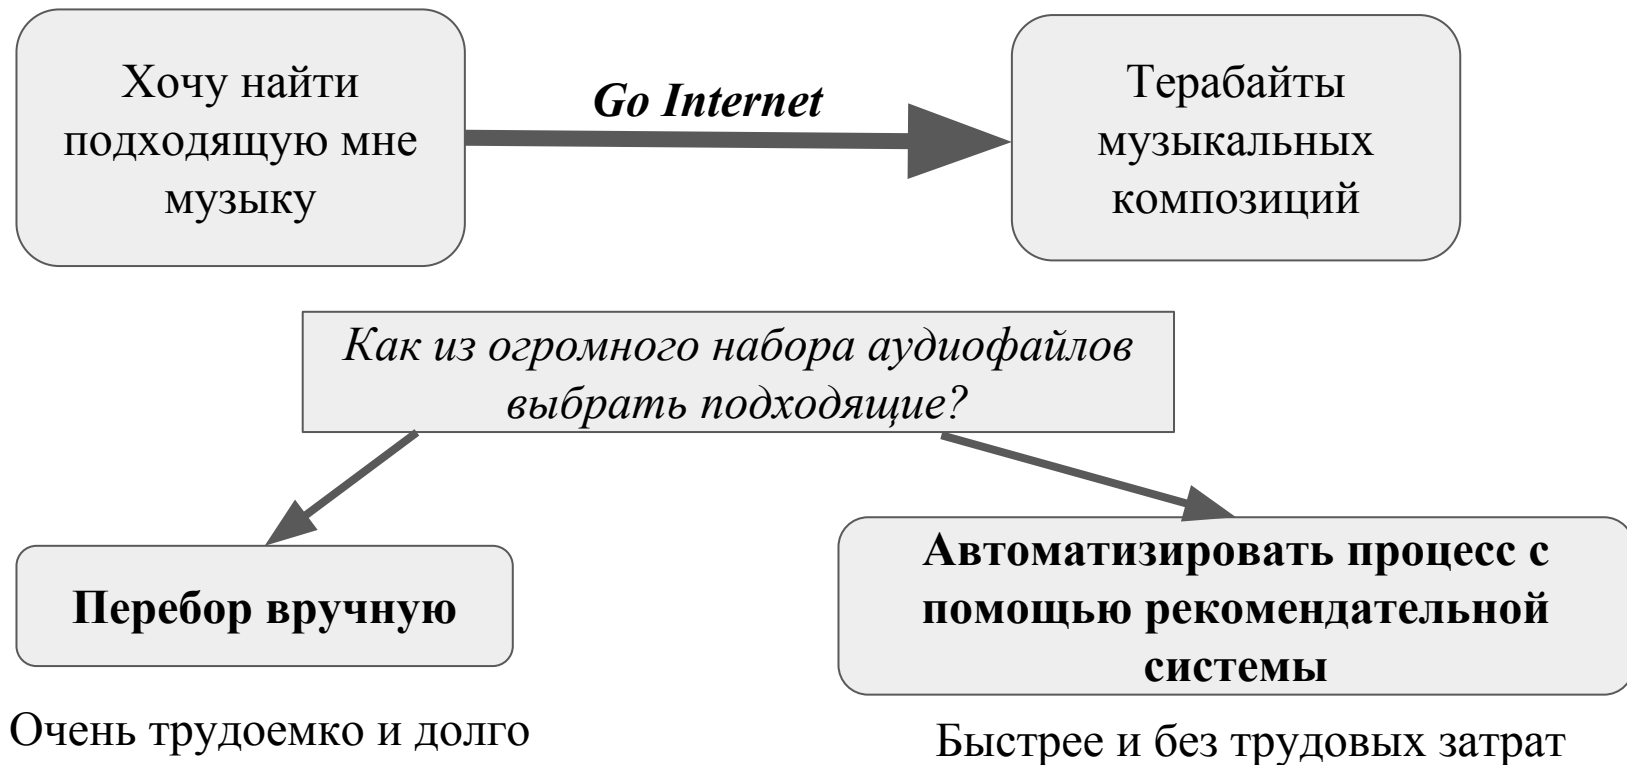 Хочу найти
подходящую мне
музыку
Go Internet
Терабайты
музыкальных
композиций
Как из огромного набора аудиофайлов
выбрать подходящие?
Перебор вручную
Очень трудоемко и долго
Автоматизировать процесс с
помощью рекомендательной
системы
Быстрее и без трудовых затрат